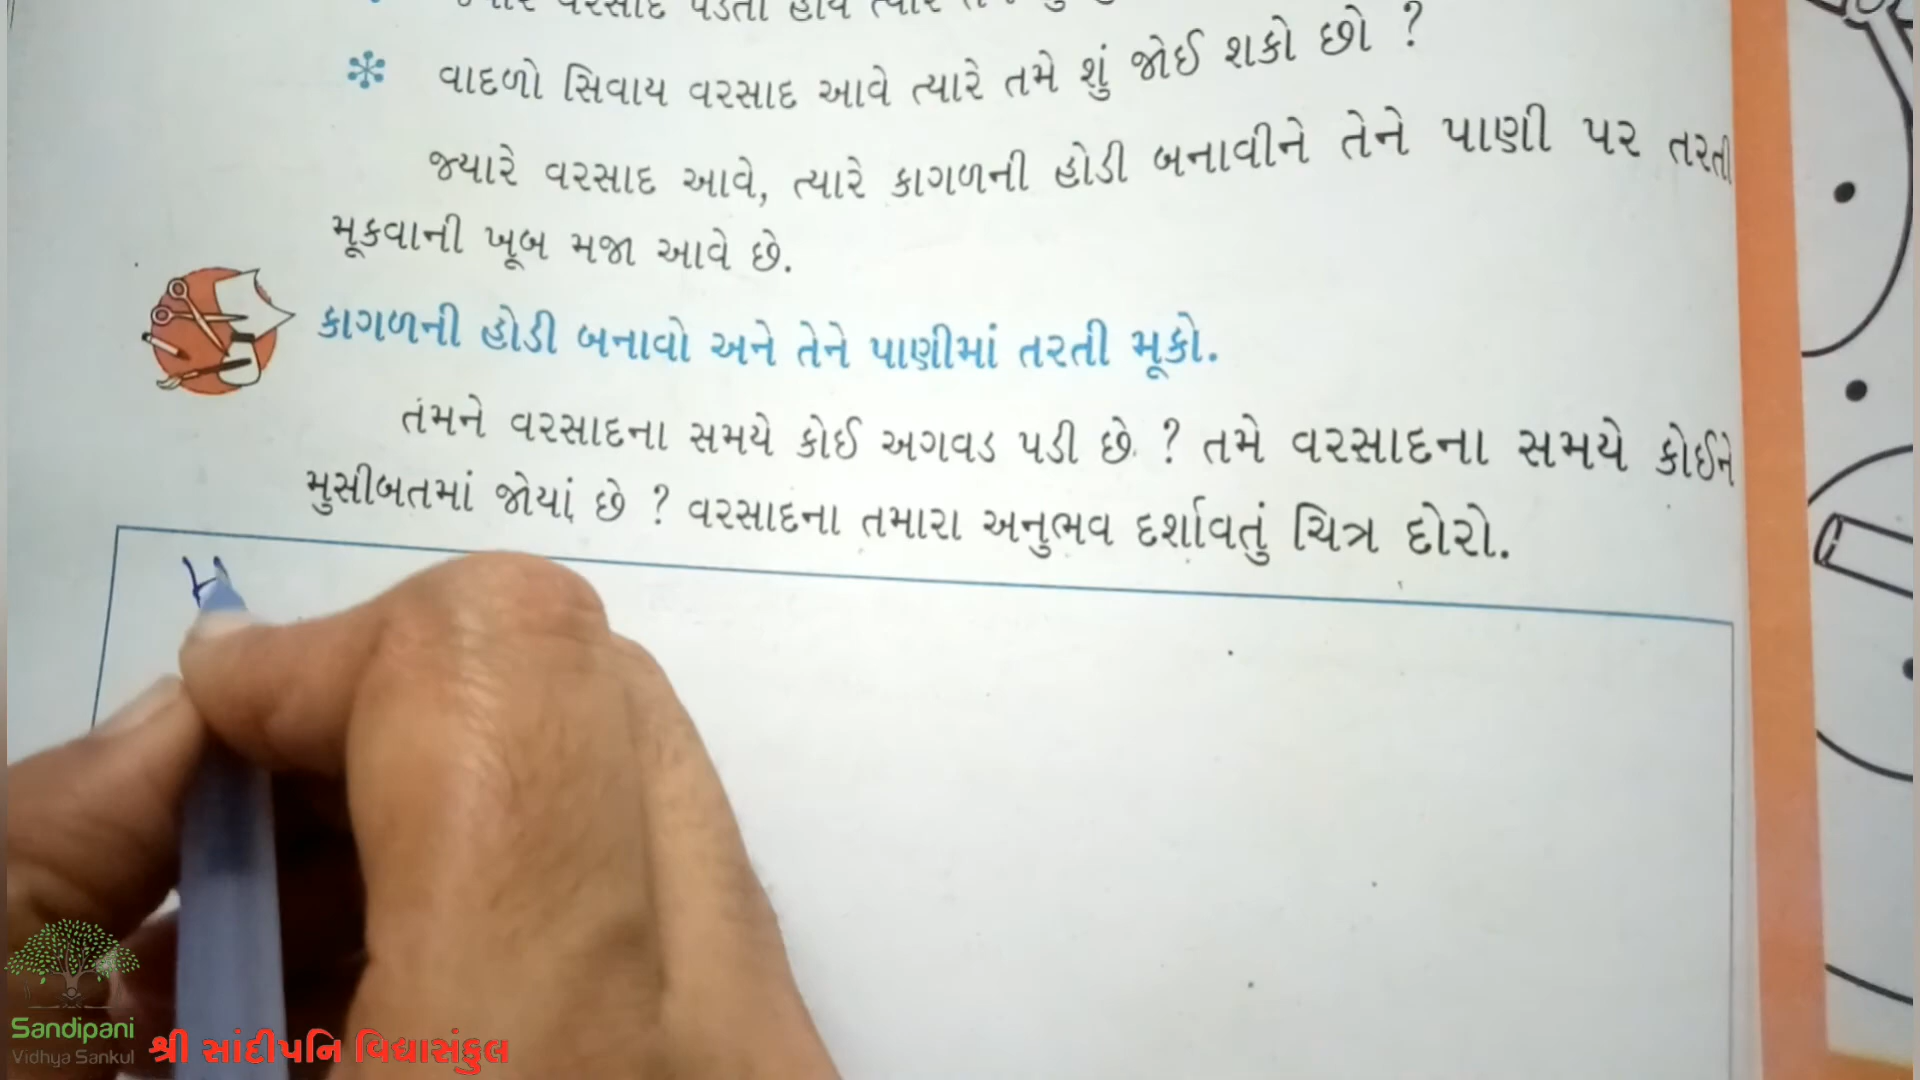 જ્યારે વરસાદ પડતો હોય ત્યારે
વાદળો સિવાય વરસાદ આવે ત્યારે તમે શું જોઈ શકો છો ?
જ્યારે વરસાદ આવે, ત્યારે કાગળની હોડી બનાવીને તેને પાણી પર તરતી
મૂકવાની ખૂબ મજા આવે છે.
કાગળની હોડી બનાવો અને તેને પાણીમાં તરતી મૂકો.
તમને વરસાદના સમયે કોઈ અગવડ પડી છે ? તમે વરસાદના સમયે કોઈને
મુસીબતમાં જોયાં છે ? વરસાદના તમારા અનુભવ દર્શાવતું ચિત્ર દોરો.
Sandipani
Vidhya Sankul
શ્રી સાંદીપનિ વિદ્યાસંકુલ